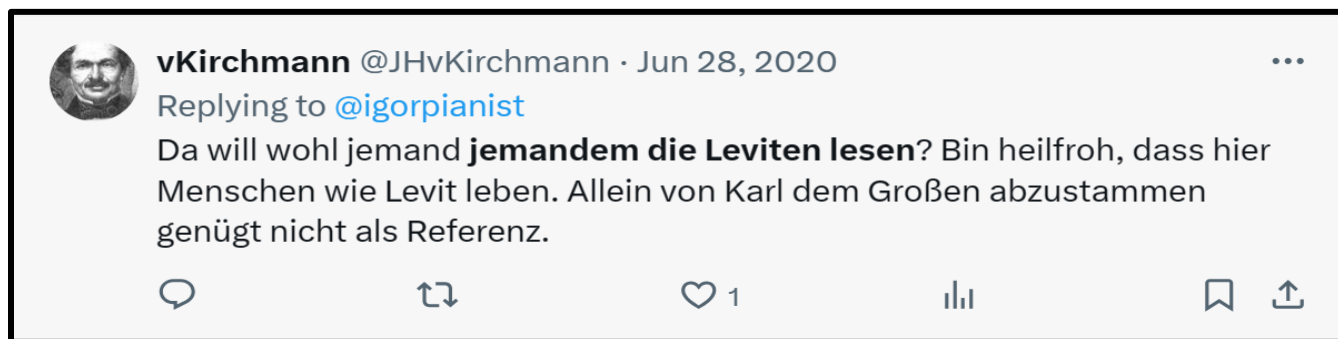 vKirchmann @JHvKirchmann · Jun 28, 2020
Replying to @igorpianist
Da will wohl jemand jemandem die Leviten lesen? Bin heilfroh, dass hier
Menschen wie Levit leben. Allein von Karl dem Großen abzustammen
genügt nicht als Referenz.
1